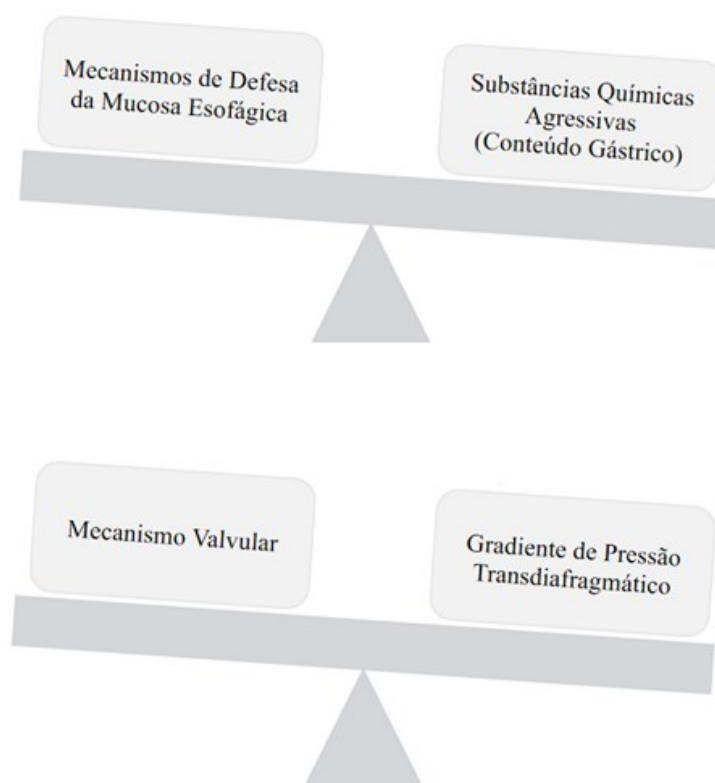 Mecanismos de Defesa
da Mucosa Esofágica
Substâncias Químicas
Agressivas
(Conteúdo Gástrico)
Mecanismo Valvular
Gradiente de Pressão
Transdiafragmático